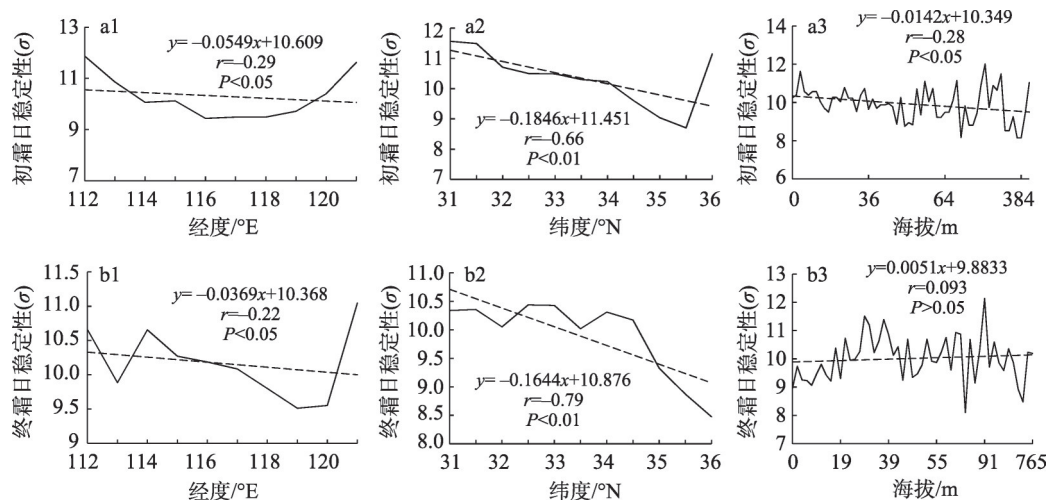 a1
y= –0.0549x+10.609
r=–0.29
P<0.05
初霜日稳定性(σ)
13
11
9
7
112 114 116 118 120
经度/°E
a2
y= –0.1846x+11.451
r=–0.66
P<0.01
初霜日稳定性(σ)
12
11
10
9
8
7
31 32 33 34 35 36
纬度/°N
a3
y= –0.0142x+10.349
r=–0.28
P<0.05
初霜日稳定性(σ)
14
12
10
8
6
0 36 64 384
海拔/m
b1
y= –0.0369x+10.368
r=–0.22
P<0.05
终霜日稳定性(σ)
11.5
11.0
10.5
10.0
9.5
9
112 114 116 118 120
经度/°E
b2
y= –0.1644x+10.876
r=–0.79
P<0.01
终霜日稳定性(σ)
11.0
10.5
10.0
9.5
9.0
8.5
8.0
31 32 33 34 35 36
纬度/°N
b3
y=0.0051x+9.8833
r=0.093
P>0.05
终霜日稳定性(σ)
13
12
11
10
9
8
7
0 19 39 55 91 765
海拔/m